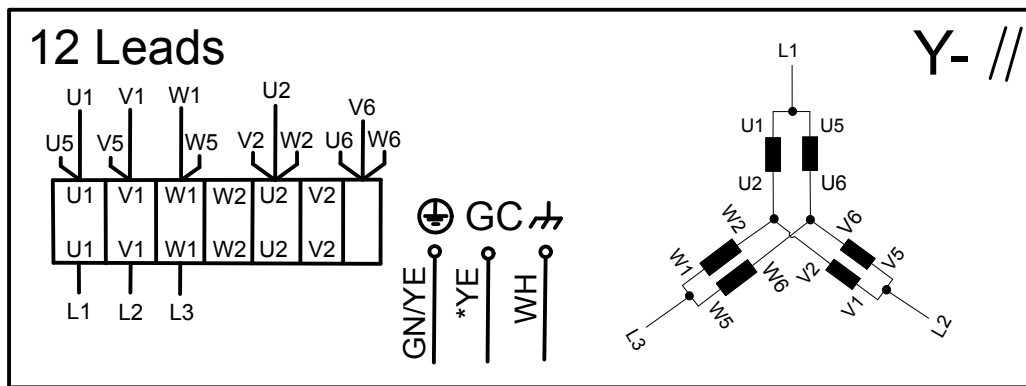 12 Leads
Y- //
U1 V1 W1 U2 V6
U5 V5 W5 V2 W2 U6 W6
U1 V1 W1 W2 U2 V2
U1 V1 W1 W2 U2 V2
L1 L2 L3
GC
GN/YE *YE WH
L1
U1 U5
U2 U6
W2 V6
W1 W6 V2 V5
W5 V1
L3 L2